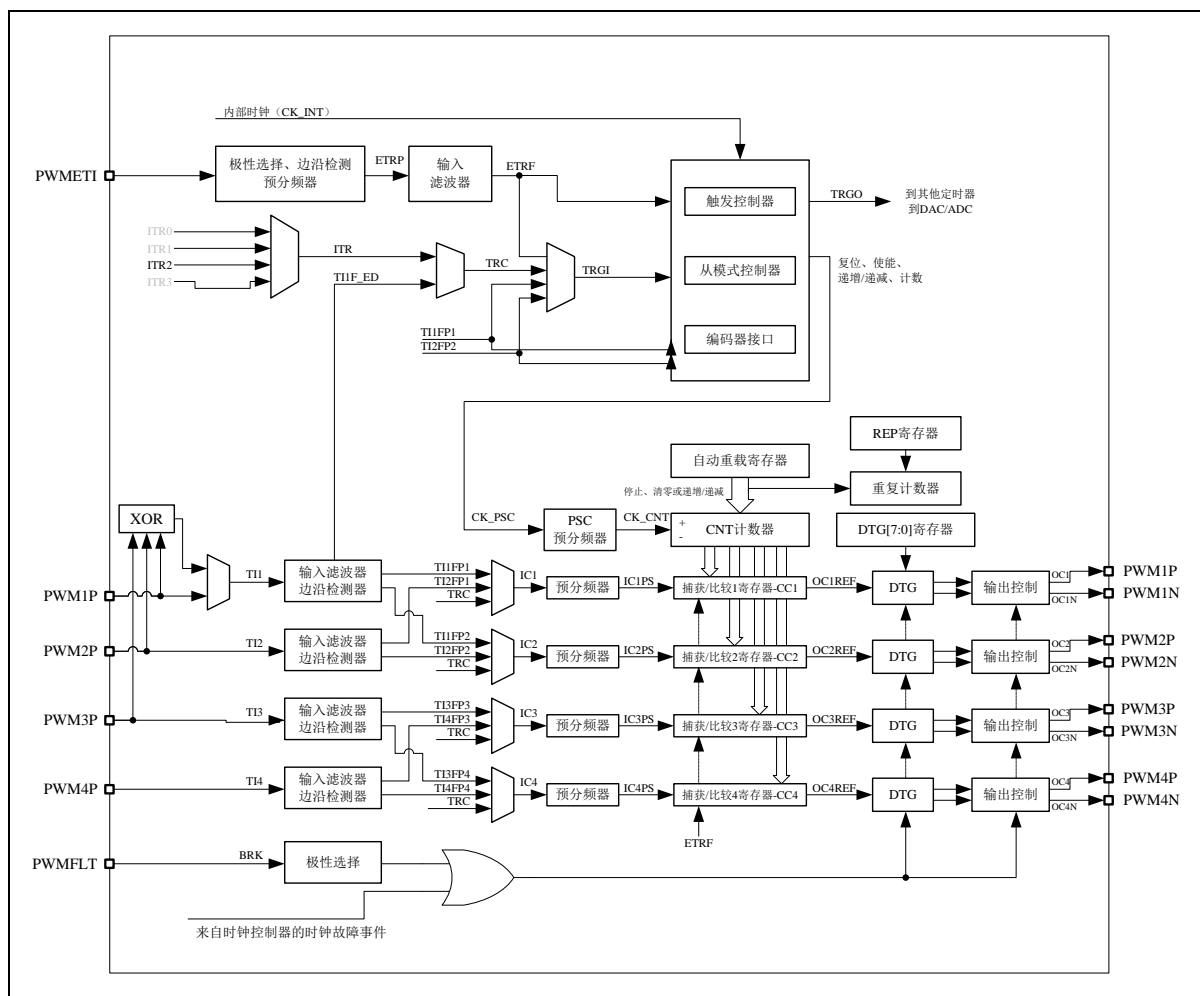 内部时钟（CK_INT）
PWMETI
极性选择、边沿检测
预分频器
ETRP
输入
滤波器
ETRF
触发控制器
TRGO
到其他定时器
到DAC/ADC
ITR0
ITR1
ITR2
ITR3
ITR
TI1F_ED
TRC
TRGI
从模式控制器
复位、使能、
递增/递减、计数
TI1FP1
TI2FP2
编码器接口
REP寄存器
自动重载寄存器
停止、清零或递增/递减
重复计数器
XOR
CK_PSC
PSC
预分频器
CK_CNT
+
-
CNT计数器
DTG[7:0]寄存器
PWM1P
TI1
输入滤波器
边沿检测器
TI1FP1
TI2FP1
TRC
IC1
预分频器
IC1PS
捕获/比较1寄存器-CC1
OC1REF
DTG
输出控制
OC1
OC1N
PWM1P
PWM1N
PWM2P
TI2
输入滤波器
边沿检测器
TI1FP2
TI2FP2
TRC
IC2
预分频器
IC2PS
捕获/比较2寄存器-CC2
OC2REF
DTG
输出控制
OC2
OC2N
PWM2P
PWM2N
PWM3P
TI3
输入滤波器
边沿检测器
TI3FP3
TI4FP3
TRC
IC3
预分频器
IC3PS
捕获/比较3寄存器-CC3
OC3REF
DTG
输出控制
OC3
OC3N
PWM3P
PWM3N
PWM4P
TI4
输入滤波器
边沿检测器
TI3FP4
TI4FP4
TRC
IC4
预分频器
IC4PS
捕获/比较4寄存器-CC4
OC4REF
DTG
输出控制
OC4
OC4N
PWM4P
PWM4N
ETRF
PWMFLT
BRK
极性选择
来自时钟控制器的时钟故障事件